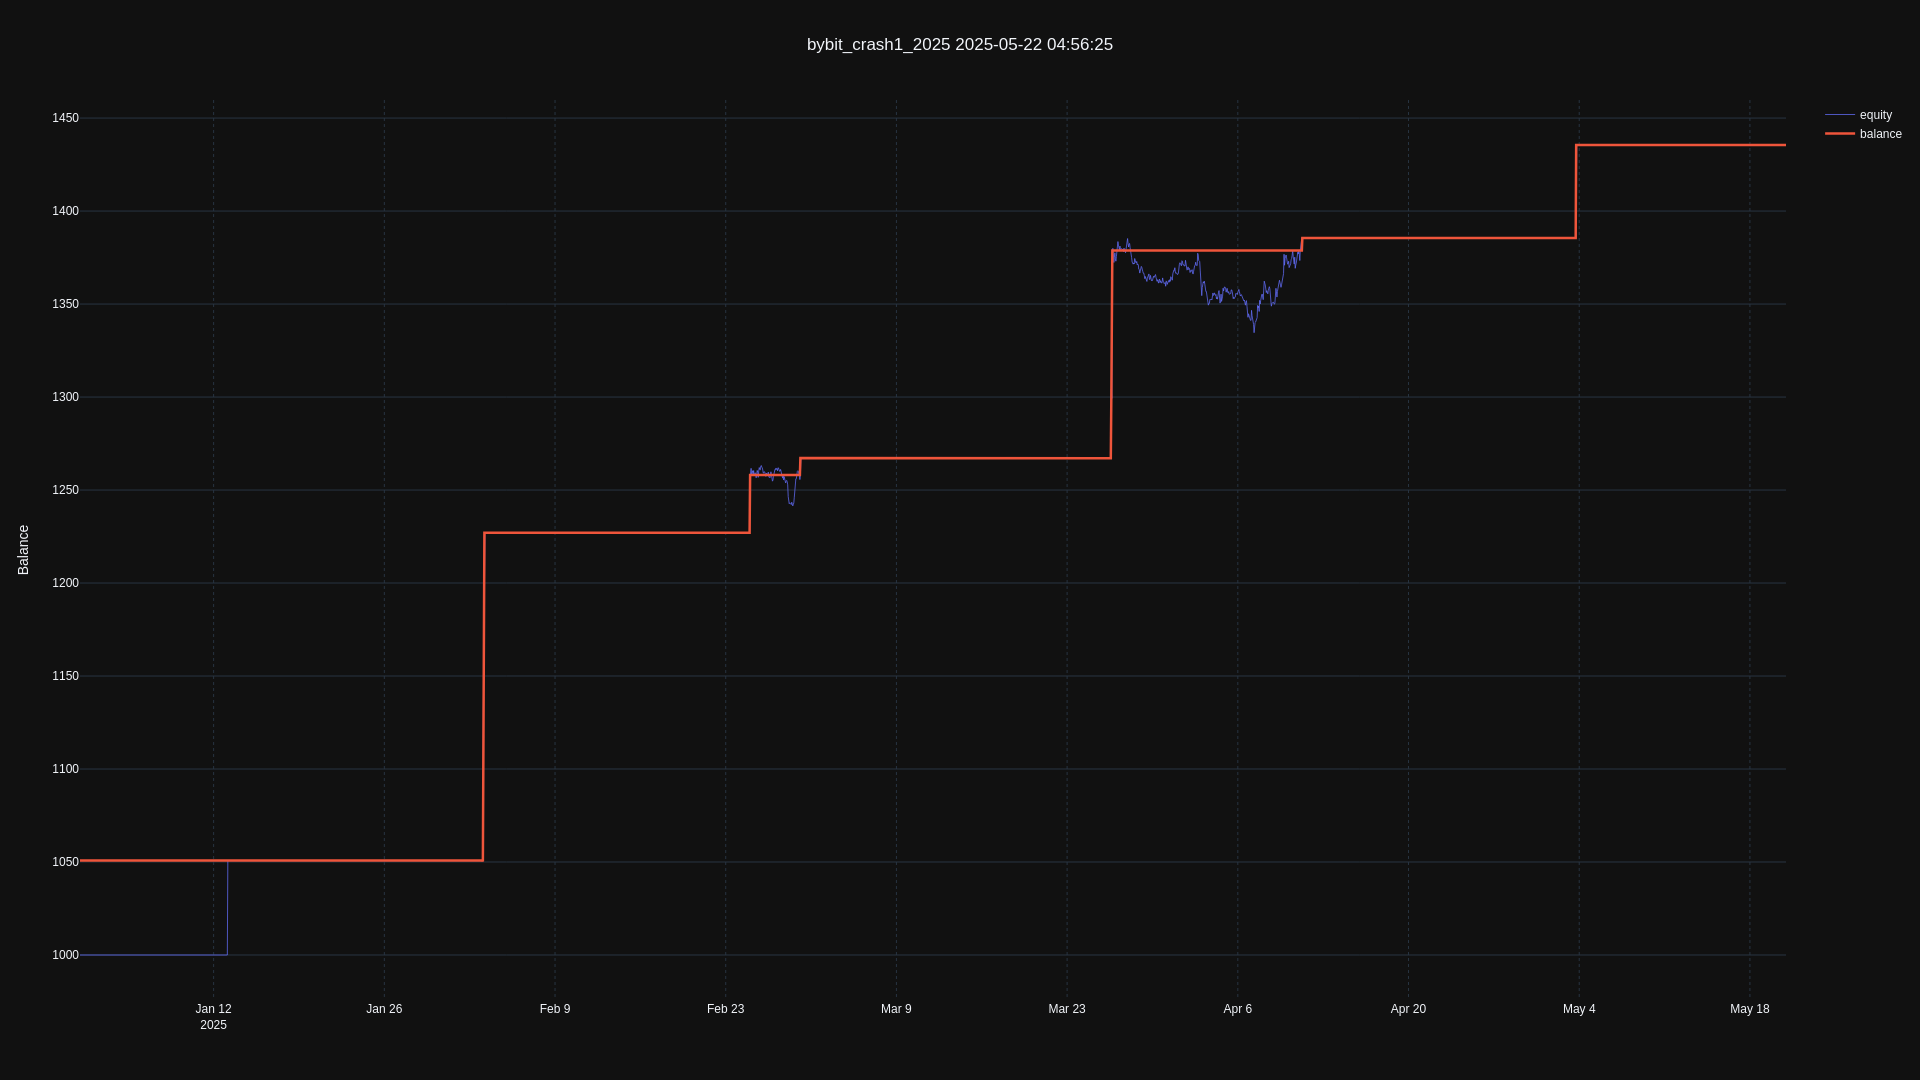 bybit_crash1_2025 2025-05-22 04:56:25
equity
balance
Balance
1450
1400
1350
1300
1250
1200
1150
1100
1050
1000
Jan 12
2025
Jan 26
Feb 9
Feb 23
Mar 9
Mar 23
Apr 6
Apr 20
May 4
May 18